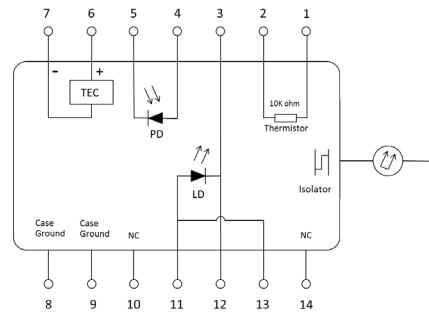 7 6 5 4 3 2 1
- +
TEC
10K ohm
PD
Thermistor
LD
Isolator
Case
Ground
Case
Ground
NC
NC
8 9 10 11 12 13 14